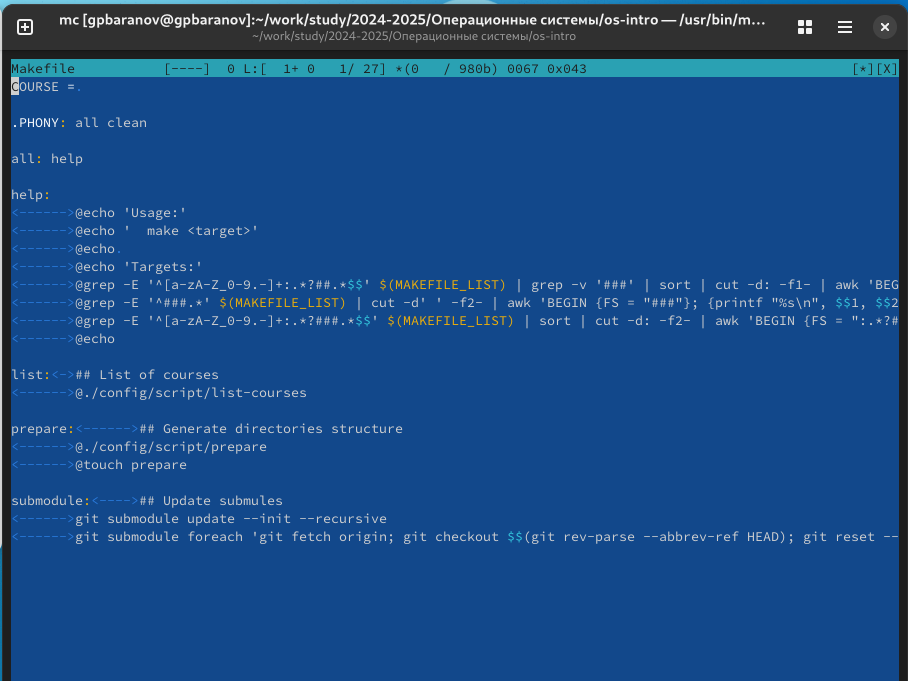 mc [gpbaranov@gpbaranov]:~/work/study/2024-2025/Операционные системы/os-intro — /usr/bin/m…
~/work/study/2024-2025/Операционные системы/os-intro
Makefile [----] 0 L:[ 1+ 0 1/ 27] *(0 / 980b) 0067 0x043 [*][X]
COURSE =.
.PHONY: all clean
all: help
help:
<------>@echo 'Usage:'
<------>@echo '  make <target>'
<------>@echo.
<------>@echo 'Targets:'
<------>@grep -E '^[a-zA-Z_0-9.-]+:.*?##.*$$' $(MAKEFILE_LIST) | grep -v '###' | sort | cut -d: -f1- | awk 'BEG
<------>@grep -E '^###.*' $(MAKEFILE_LIST) | cut -d' ' -f2- | awk 'BEGIN {FS = "###"}; {printf "%s\n", $$1, $$2
<------>@grep -E '^[a-zA-Z_0-9.-]+:.*?###.*$$' $(MAKEFILE_LIST) | sort | cut -d: -f2- | awk 'BEGIN {FS = ":.*?#
<------>@echo
list:<->## List of courses
<------>@./config/script/list-courses
prepare:<------>## Generate directories structure
<------>@./config/script/prepare
<------>@touch prepare
submodule:<---->## Update submules
<------>git submodule update --init --recursive
<------>git submodule foreach 'git fetch origin; git checkout $$(git rev-parse --abbrev-ref HEAD); git reset --